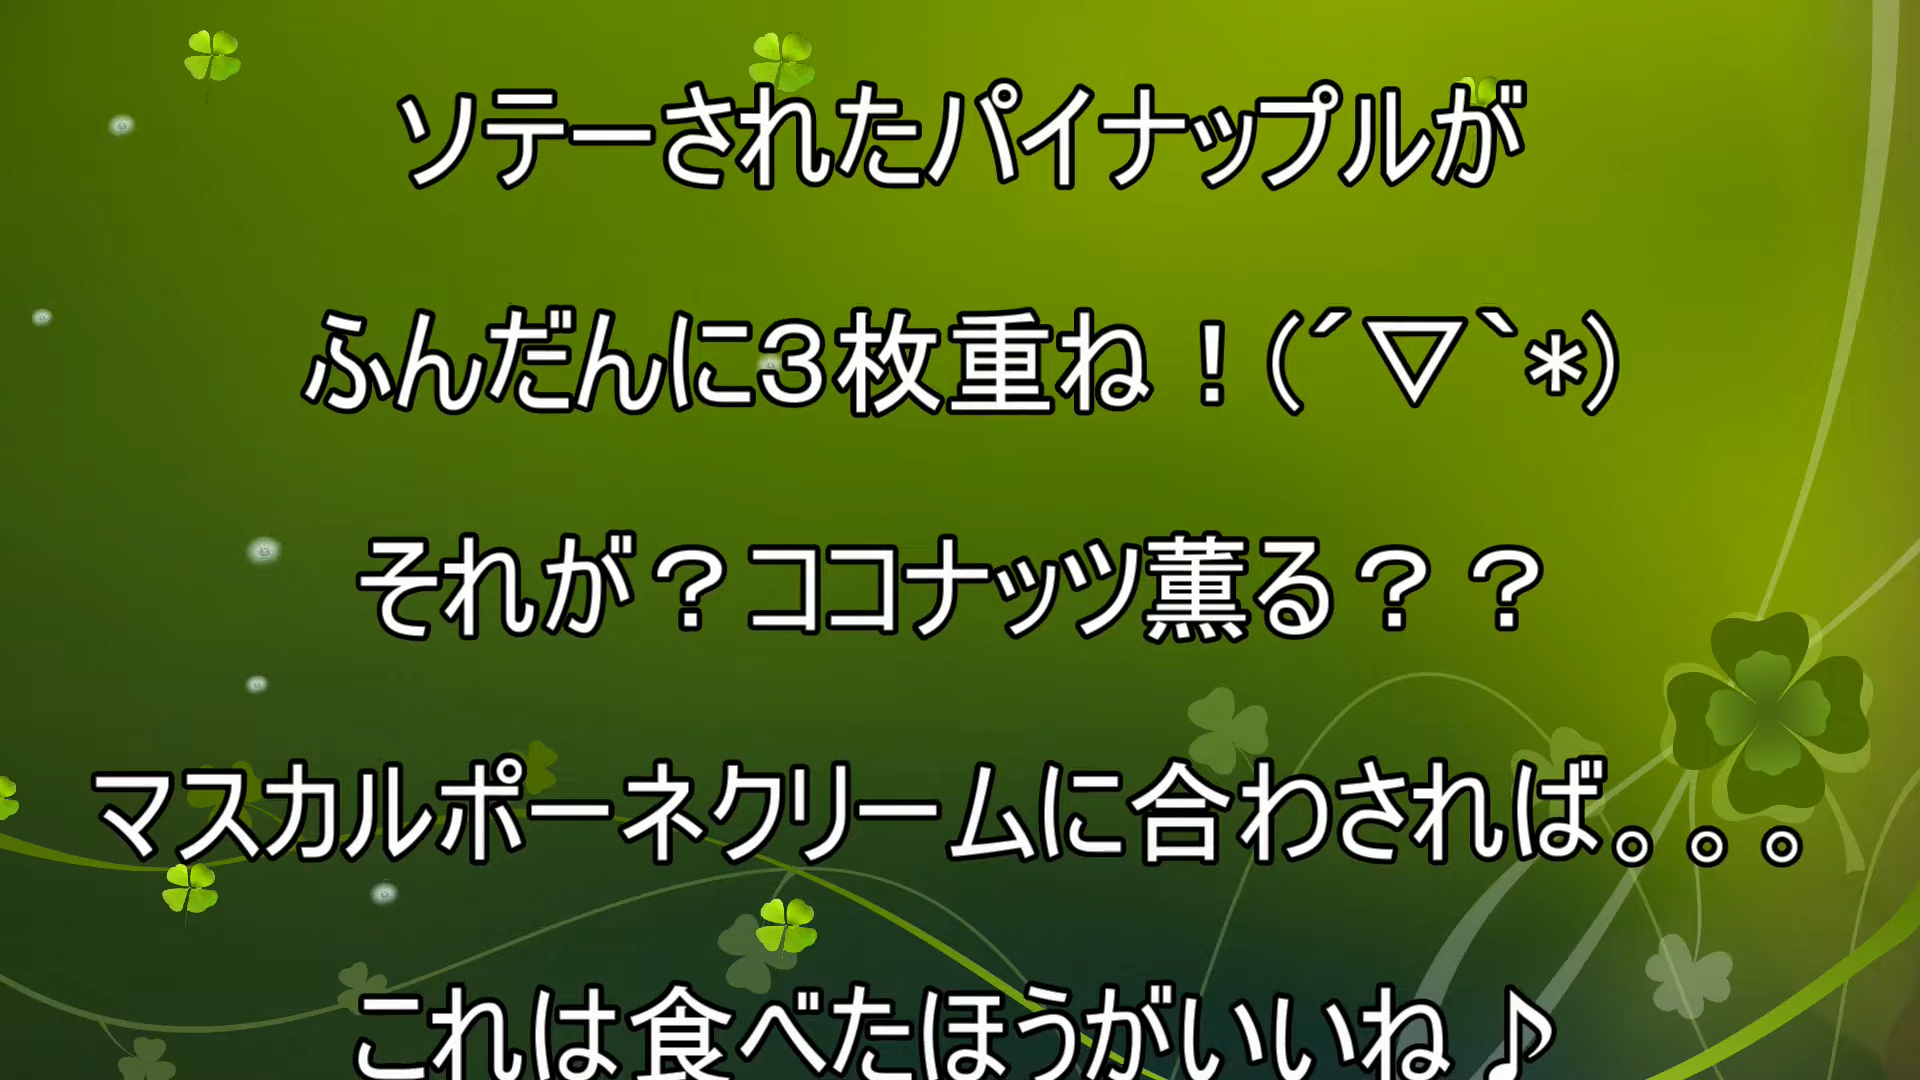 ソテーされたパイナップルが
ふんだんに３枚重ね！(´▽`*)
それが？ココナッツ薫る？？
マスカルポーネクリームに合わされば。。。
これは食べたほうがいいね♪